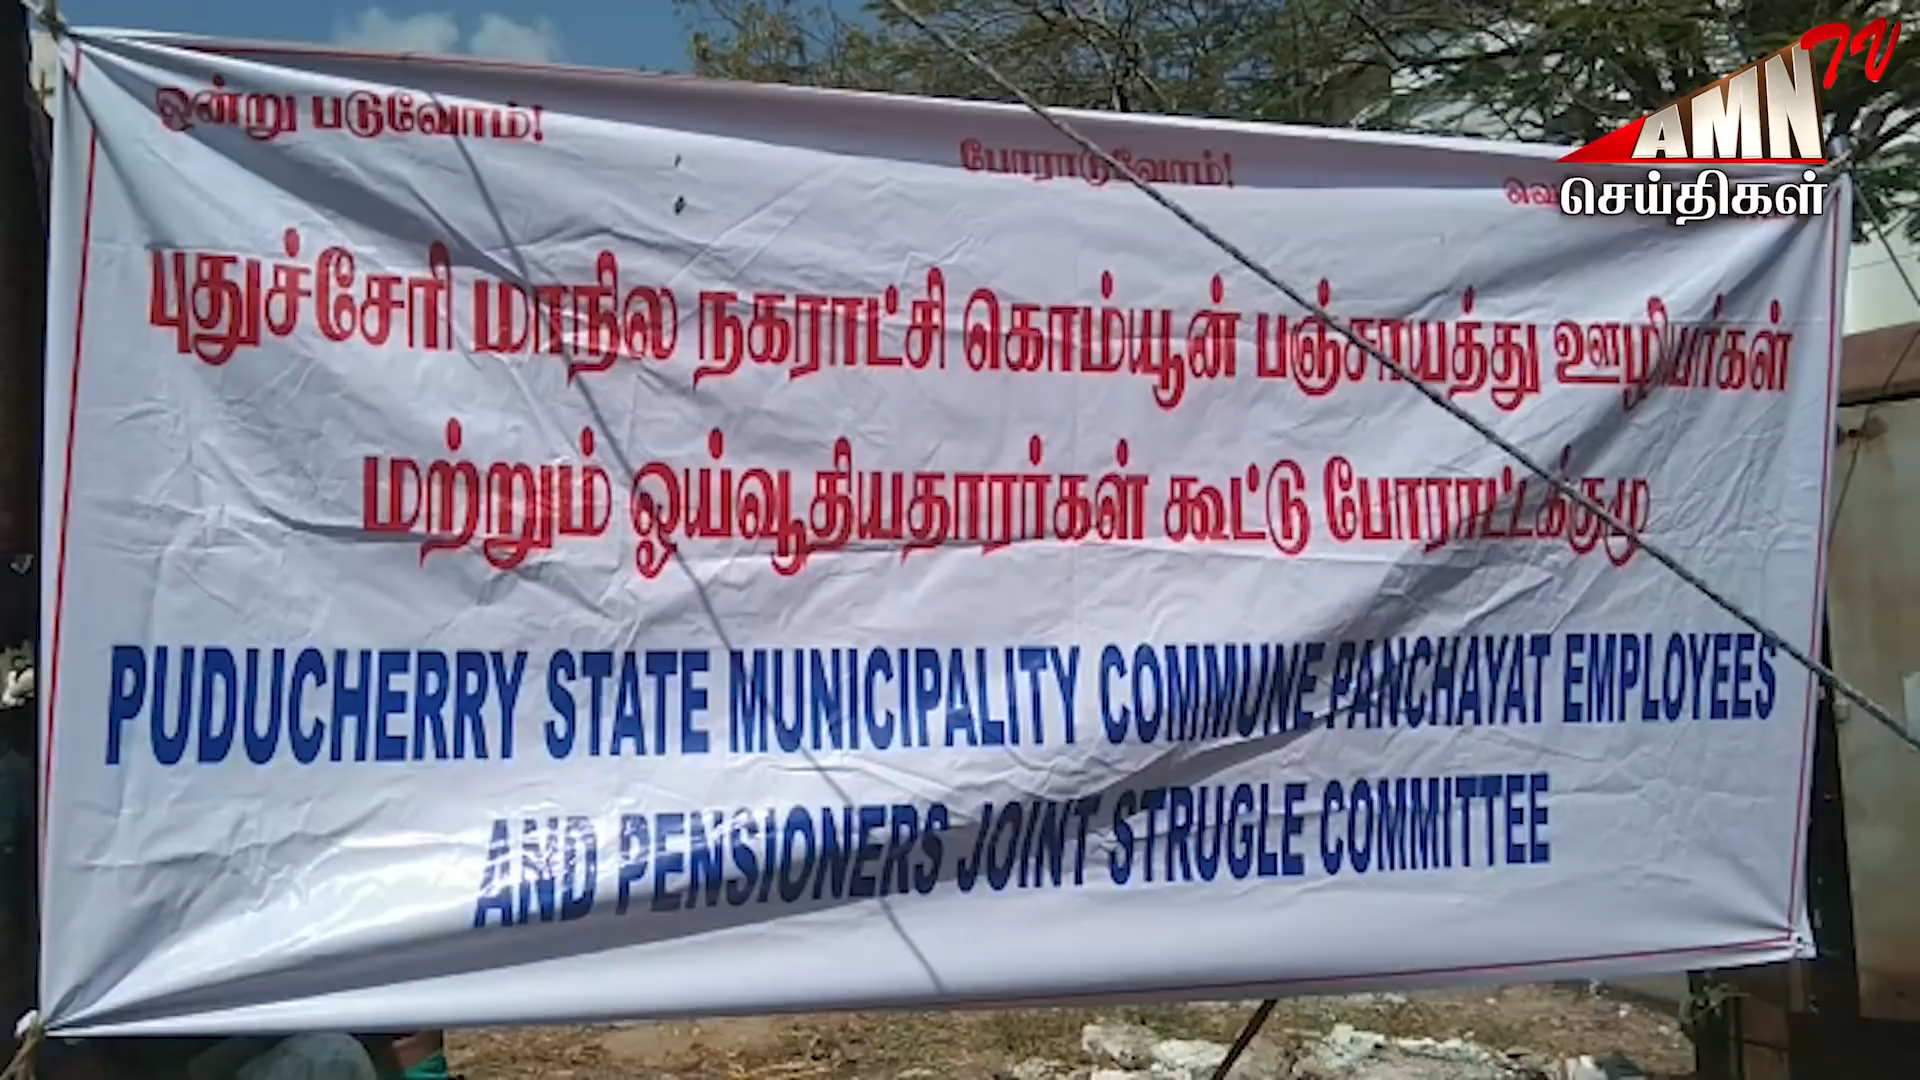 ஒன்று படுவோம்! போராடுவோம்!
புதுச்சேரி மாநில நகராட்சி கொம்யூன் பஞ்சாயத்து ஊழியர்கள்
மற்றும் ஓய்வூதியதாரர்கள் கூட்டு போராட்டக்குழு
PUDUCHERRY STATE MUNICIPALITY COMMUNE PANCHAYAT EMPLOYEES
AND PENSIONERS JOINT STRUGLE COMMITTEE
AMN TV
செய்திகள்